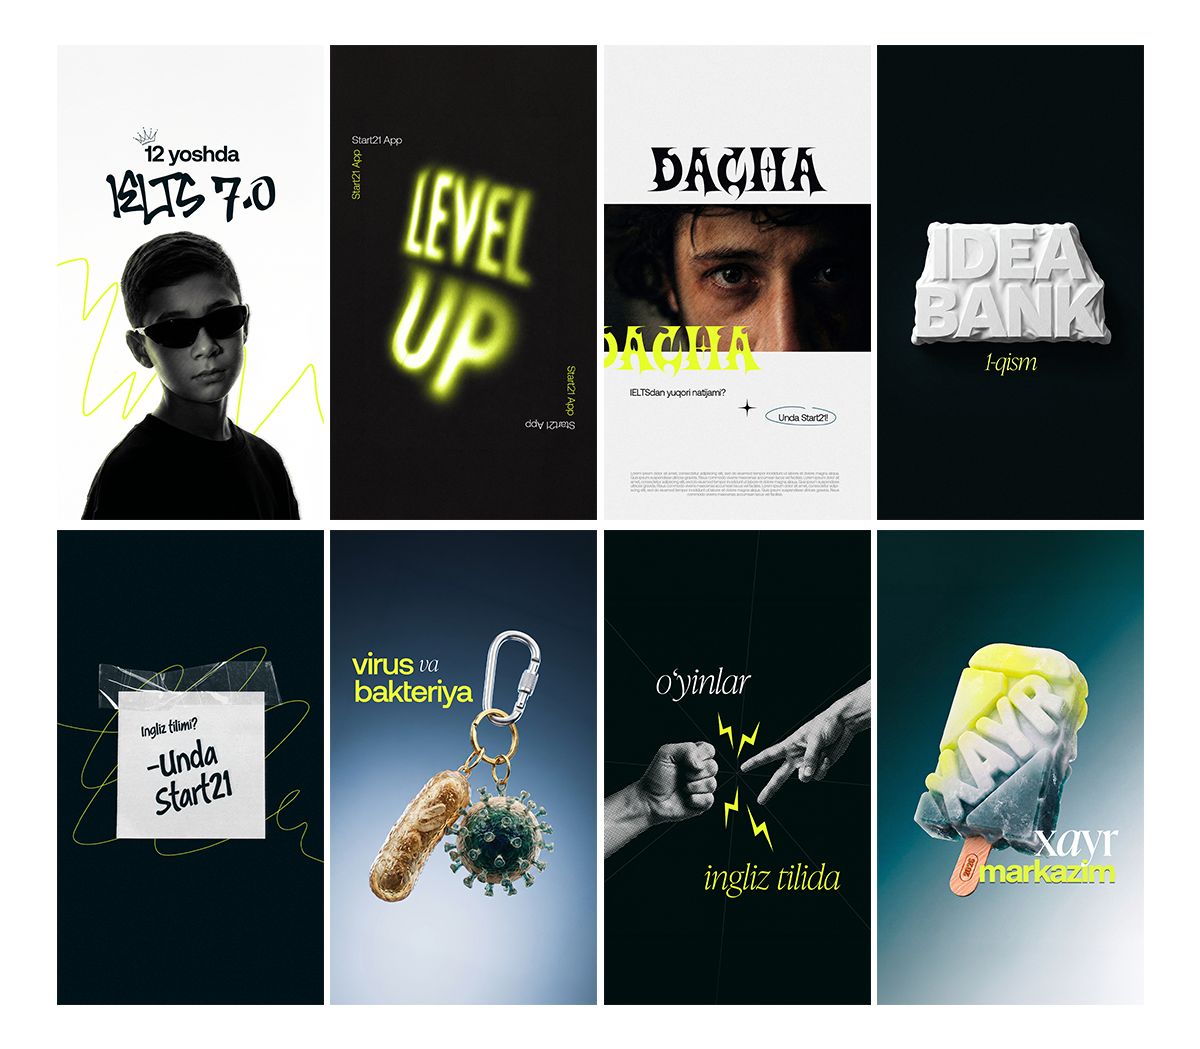 12 yoshda
IELTS 7.0
Start21 App
Start21 App
LEVEL
UP
Start21 App
Start21 App
DACHA
DACHA
IELTSdan yuqori natijami?
Unda Start21!
IDEA
BANK
1-qism
Ingliz tilimi?
-Unda
Start21
virus va
bakteriya
o‘yinlar
ingliz tilida
XAYR
xayr
markazim